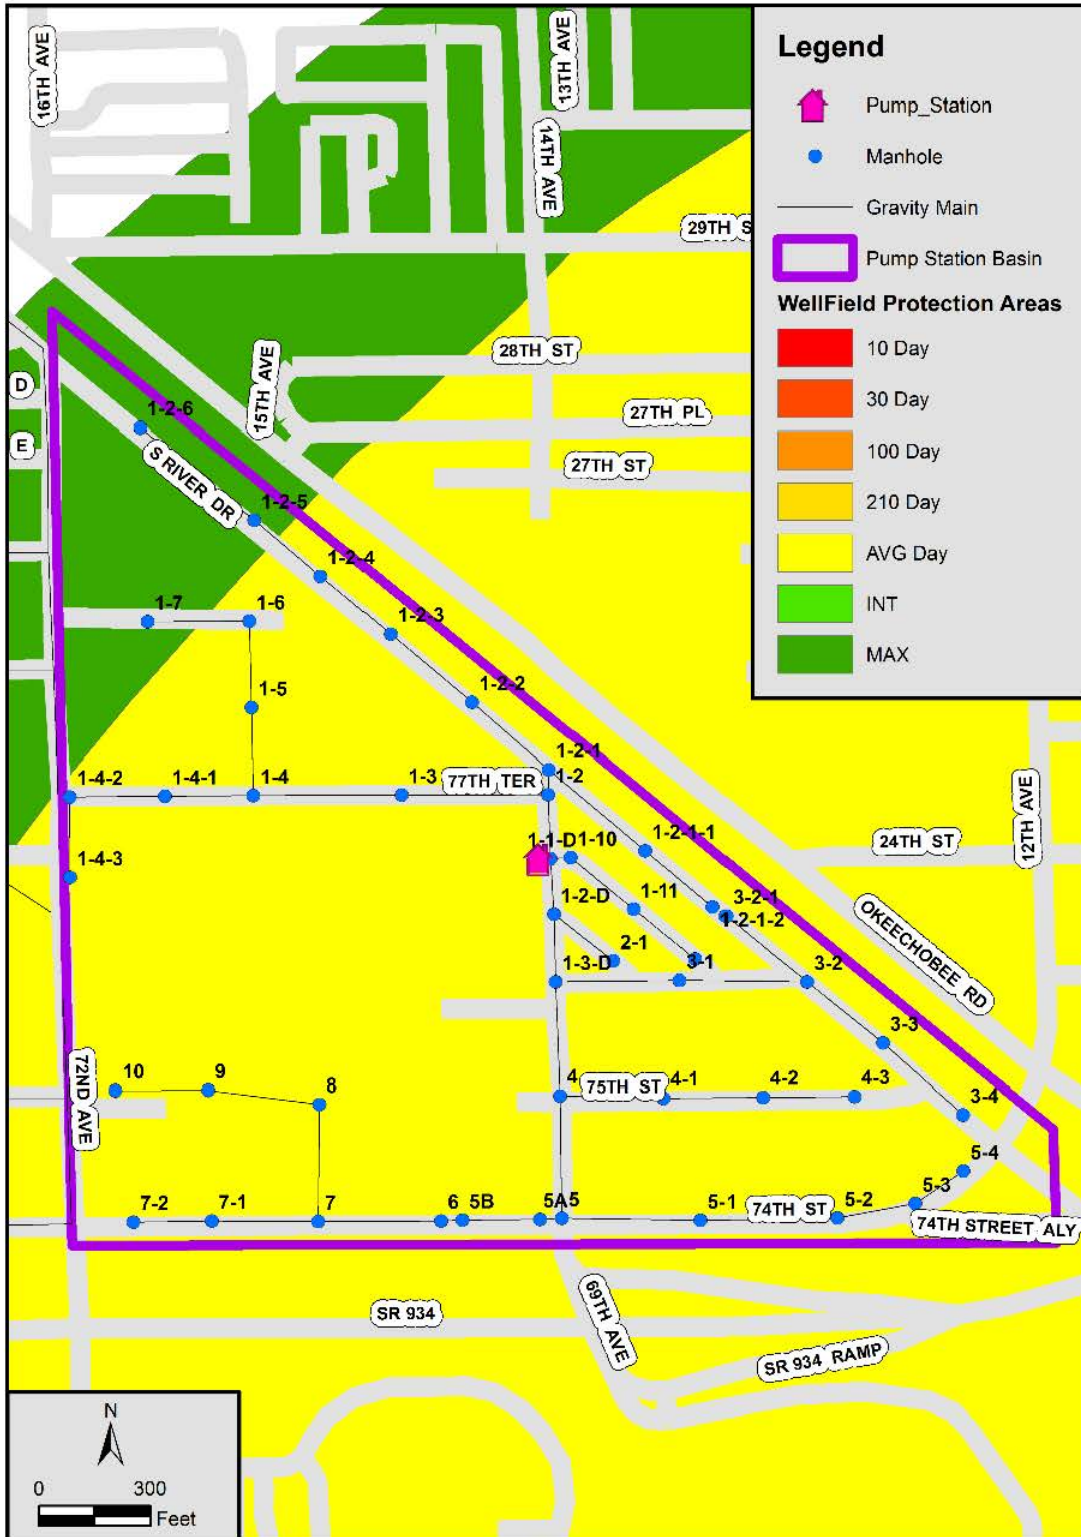 Legend
Pump_Station
Manhole
Gravity Main
Pump Station Basin
WellField Protection Areas
10 Day
30 Day
100 Day
210 Day
AVG Day
INT
MAX
16TH AVE
13TH AVE
14TH AVE
29TH S
28TH ST
15TH AVE
27TH PL
27TH ST
D
E
1-2-6
S RIVER DR
1-2-5
1-2-4
1-7
1-6
1-2-3
1-5
1-2-2
1-2-1
1-4-2
1-4-1
1-4
1-3
77TH TER
1-2
12TH AVE
24TH ST
1-4-3
1-1-D
1-10
1-2-1-1
1-2-D
1-11
3-2-1
1-2-1-2
OKEECHOBEE RD
2-1
1-3-D
3-1
3-2
3-3
72ND AVE
10
9
8
4
75TH ST
4-1
4-2
4-3
3-4
5-4
7-2
7-1
7
6
5B
5A
5
5-1
74TH ST
5-2
5-3
74TH STREET ALY
69TH AVE
SR 934
SR 934 RAMP
N
0 300
Feet